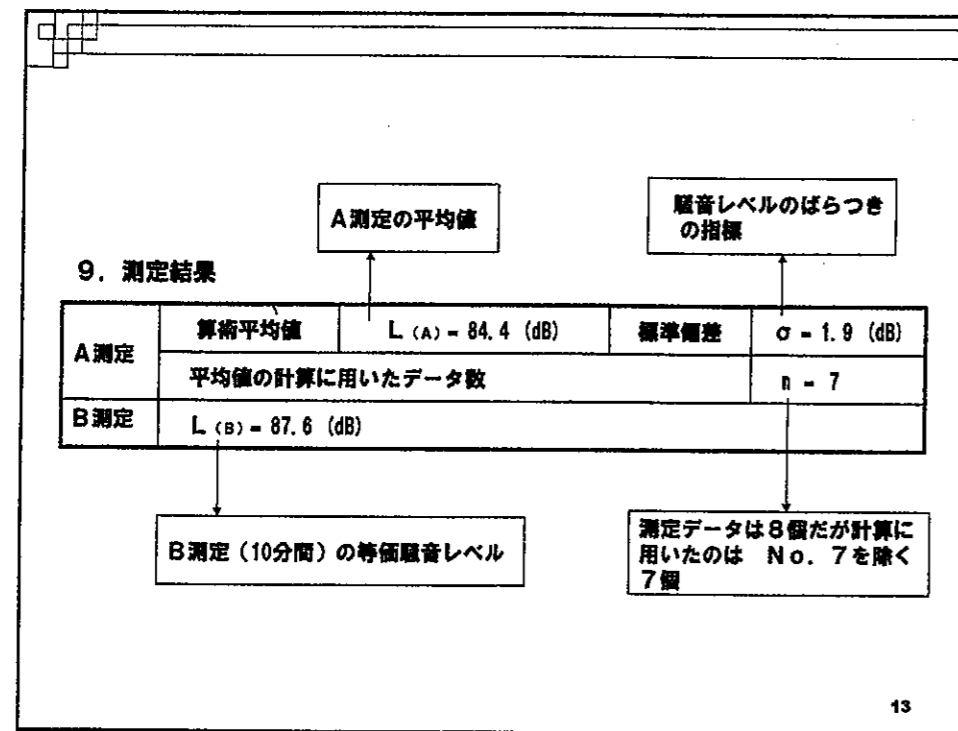 A測定の平均値
騒音レベルのばらつき
の指標
9．測定結果
A測定
算術平均値
L (A) = 84.4 (dB)
標準偏差
σ = 1.9 (dB)
平均値の計算に用いたデータ数
n = 7
B測定
L (B) = 87.6 (dB)
B測定（10分間）の等価騒音レベル
測定データは8個だが計算に
用いたのは　No．7を除く
7個
13